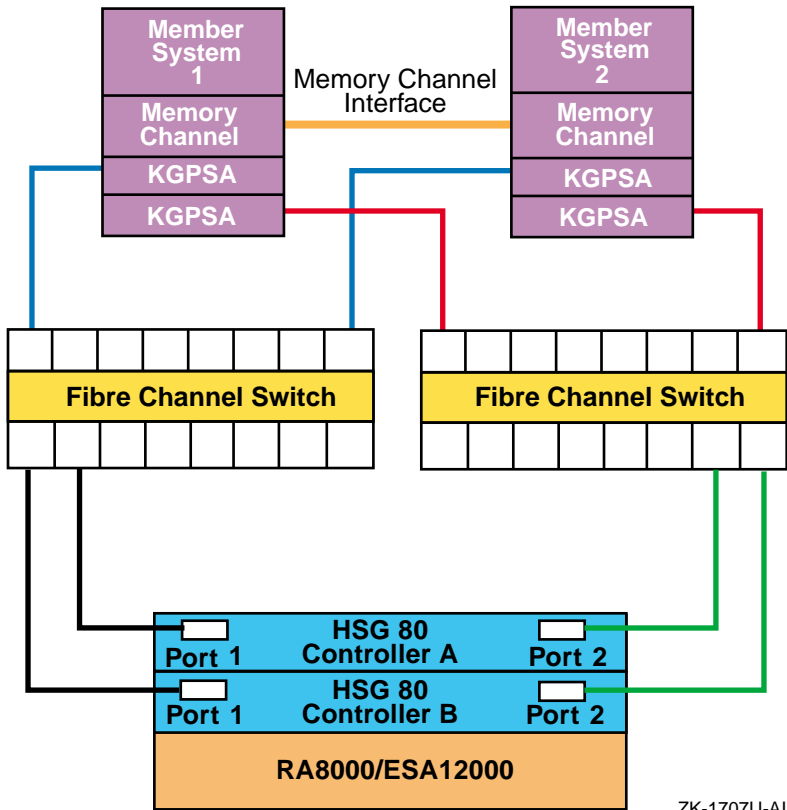 Member
System
1
Member
System
2
Memory Channel
Interface
Memory
Channel
Memory
Channel
KGPSA
KGPSA
KGPSA
KGPSA
Fibre Channel Switch
Fibre Channel Switch
HSG 80
Controller A
Port 1
Port 2
HSG 80
Controller B
Port 1
Port 2
RA8000/ESA12000